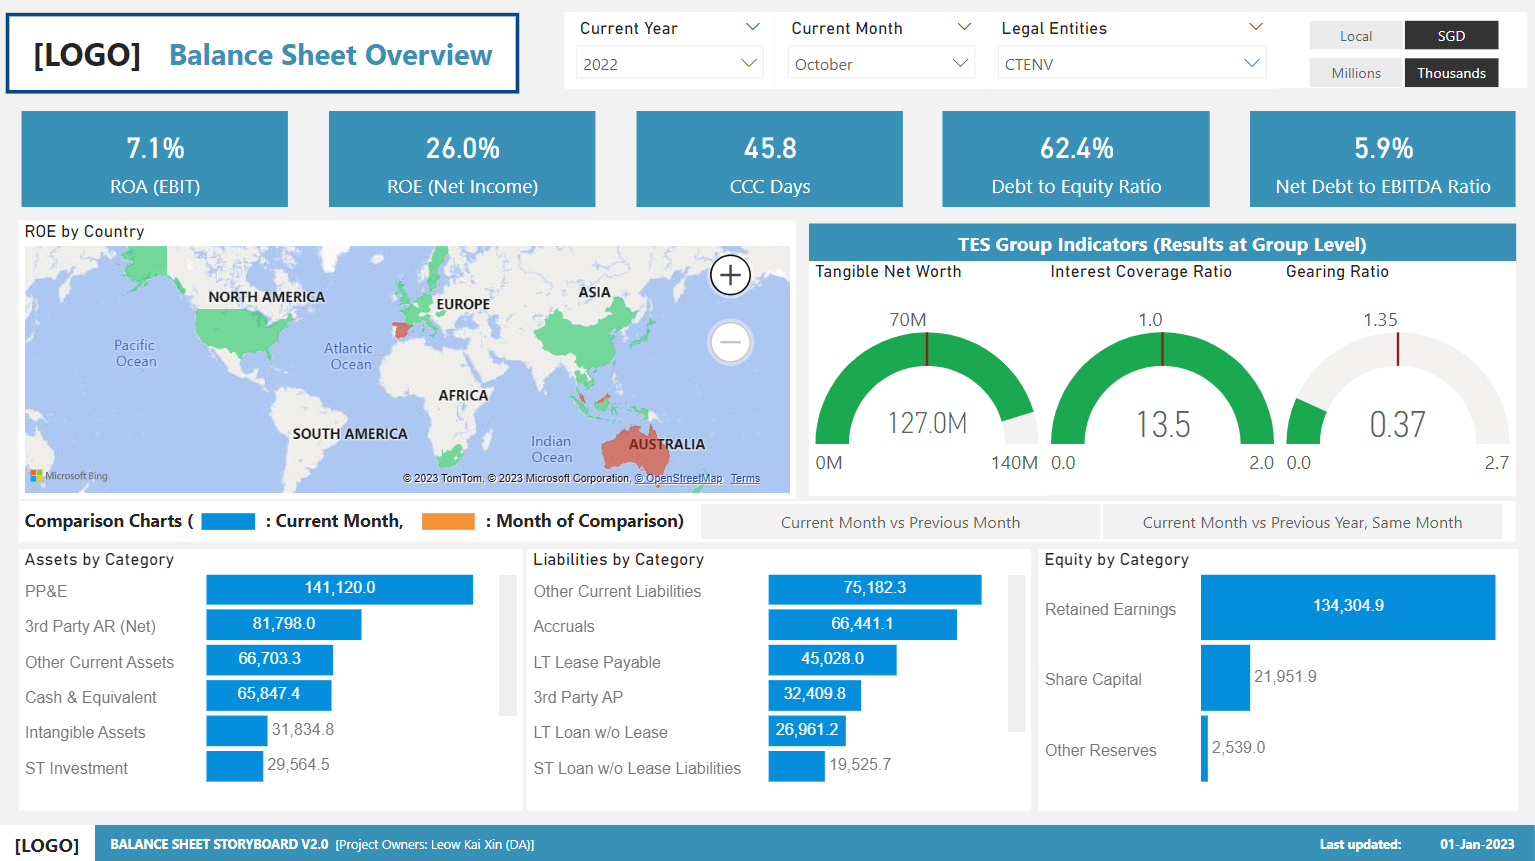 [LOGO] Balance Sheet Overview
Current Year
2022
Current Month
October
Legal Entities
CTENV
Local SGD
Millions Thousands
7.1%
ROA (EBIT)
26.0%
ROE (Net Income)
45.8
CCC Days
62.4%
Debt to Equity Ratio
5.9%
Net Debt to EBITDA Ratio
ROE by Country
NORTH AMERICA
EUROPE
ASIA
Pacific
Ocean
Atlantic
Ocean
AFRICA
SOUTH AMERICA
Indian
Ocean
AUSTRALIA
Microsoft Bing
© 2023 TomTom, © 2023 Microsoft Corporation, © OpenStreetMap Terms
TES Group Indicators (Results at Group Level)
Tangible Net Worth
70M
127.0M
0M 140M
Interest Coverage Ratio
1.0
13.5
0.0 2.0
Gearing Ratio
1.35
0.37
0.0 2.7
Comparison Charts ( : Current Month, : Month of Comparison)
Current Month vs Previous Month
Current Month vs Previous Year, Same Month
Assets by Category
PP&E 141,120.0
3rd Party AR (Net) 81,798.0
Other Current Assets 66,703.3
Cash & Equivalent 65,847.4
Intangible Assets 31,834.8
ST Investment 29,564.5
Liabilities by Category
Other Current Liabilities 75,182.3
Accruals 66,441.1
LT Lease Payable 45,028.0
3rd Party AP 32,409.8
LT Loan w/o Lease 26,961.2
ST Loan w/o Lease Liabilities 19,525.7
Equity by Category
Retained Earnings 134,304.9
Share Capital 21,951.9
Other Reserves 2,539.0
[LOGO] BALANCE SHEET STORYBOARD V2.0 [Project Owners: Leow Kai Xin (DA)]
Last updated: 01-Jan-2023